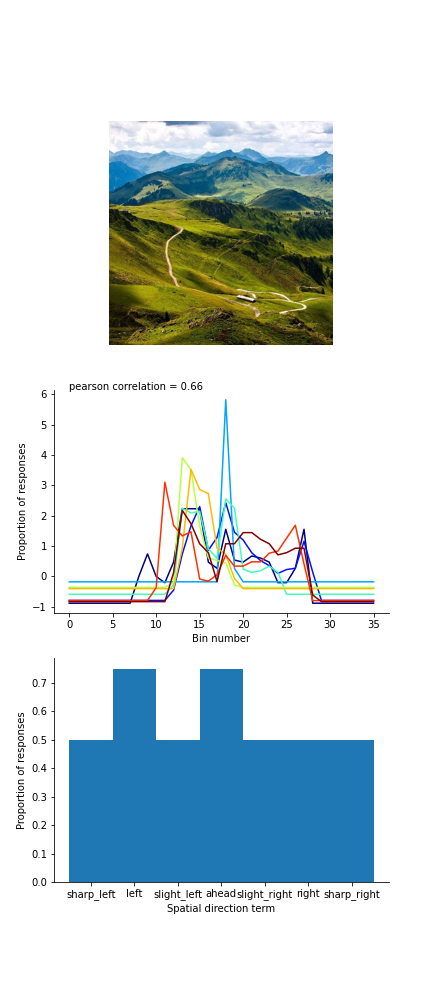 pearson correlation = 0.66
6
5
4
3
2
1
0
−1
Proportion of responses
0 5 10 15 20 25 30 35
Bin number
0.7
0.6
0.5
0.4
0.3
0.2
0.1
0.0
Proportion of responses
sharp_left left slight_left ahead slight_right right sharp_right
Spatial direction term